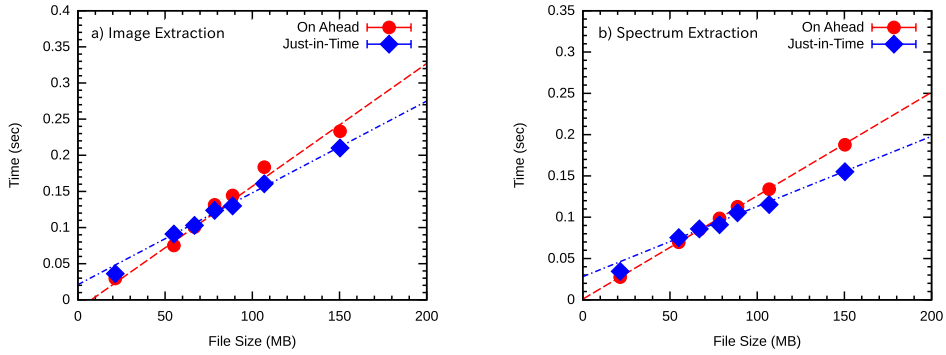 a) Image Extraction
On Ahead
Just-in-Time
0.4
0.35
0.3
0.25
0.2
0.15
0.1
0.05
0
Time (sec)
0 50 100 150 200
File Size (MB)
b) Spectrum Extraction
On Ahead
Just-in-Time
0.35
0.3
0.25
0.2
0.15
0.1
0.05
0
Time (sec)
0 50 100 150 200
File Size (MB)